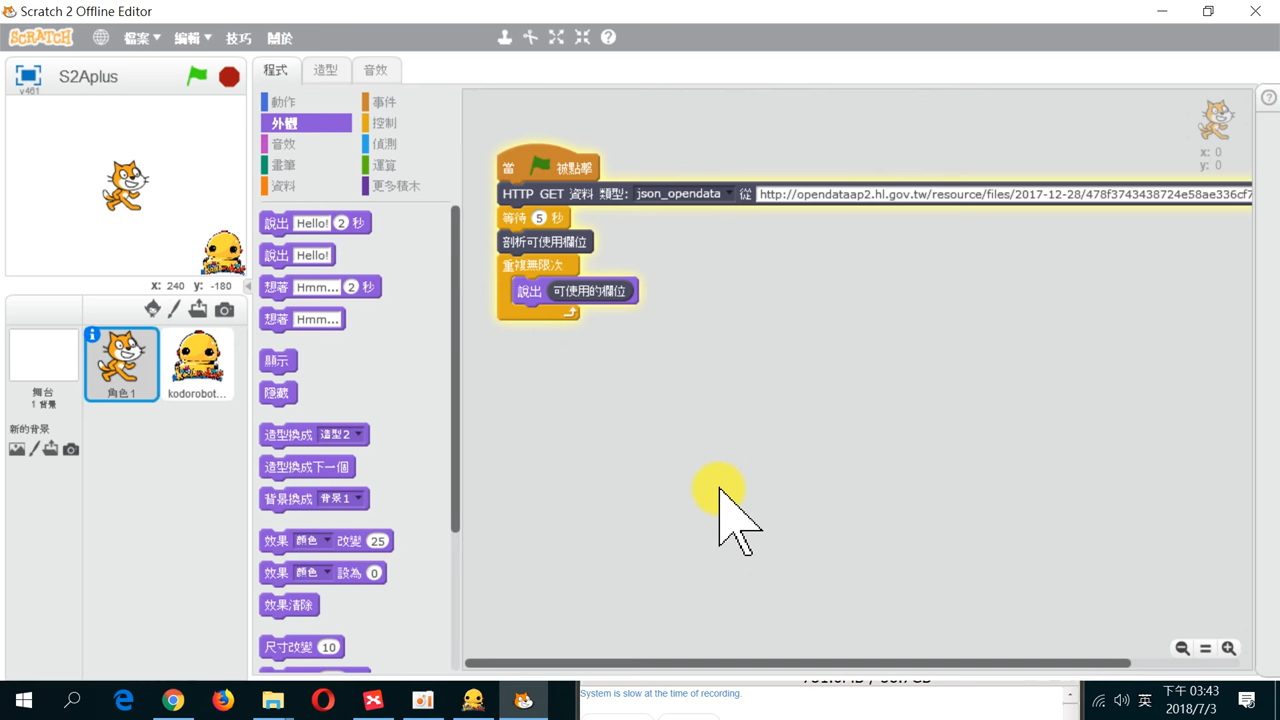 Scratch 2 Offline Editor
SCRATCH 檔案 編輯 技巧 關於
S2Aplus
v461
程式 造型 音效
動作 事件
外觀 控制
音效 偵測
畫筆 運算
資料 更多積木
說出 Hello! 2 秒
說出 Hello!
想著 Hmm... 2 秒
想著 Hmm...
顯示
隱藏
造型換成 造型2
造型換成下一個
背景換成 背景1
效果 顏色 改變 25
效果 顏色 設為 0
效果清除
尺寸改變 10
當 被點擊
HTTP GET 資料 類型: json_opendata 從 http://opendataap2.hl.gov.tw/resource/files/2017-12-28/478f3743438724e58ae336cf7
等待 5 秒
剖析可使用欄位
重複無限次
說出 可使用的欄位
x: 0
y: 0
x: 240 y: -180
舞台
1 背景
新的背景
角色1
kodorobot...
System is slow at the time of recording.
英
下午 03:43
2018/7/3